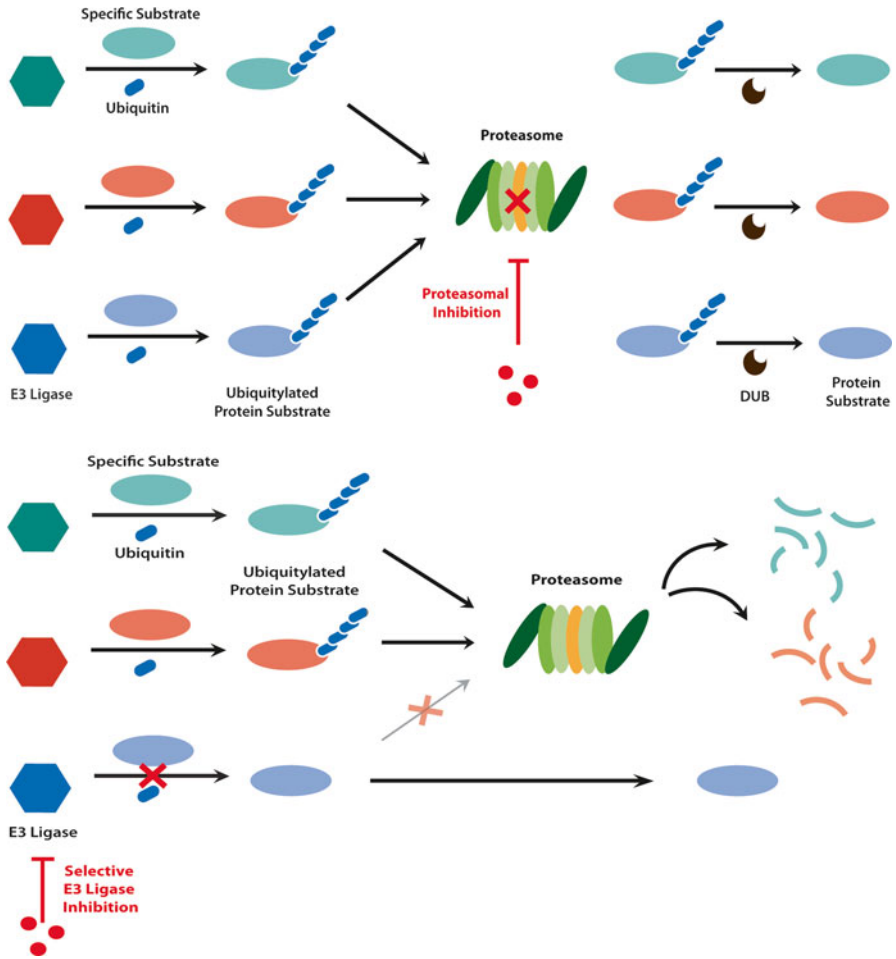 Specific Substrate
Ubiquitin
Proteasome
Proteasomal
Inhibition
E3 Ligase
Ubiquitylated
Protein Substrate
DUB
Protein
Substrate
Specific Substrate
Ubiquitin
Ubiquitylated
Protein Substrate
Proteasome
E3 Ligase
Selective
E3 Ligase
Inhibition